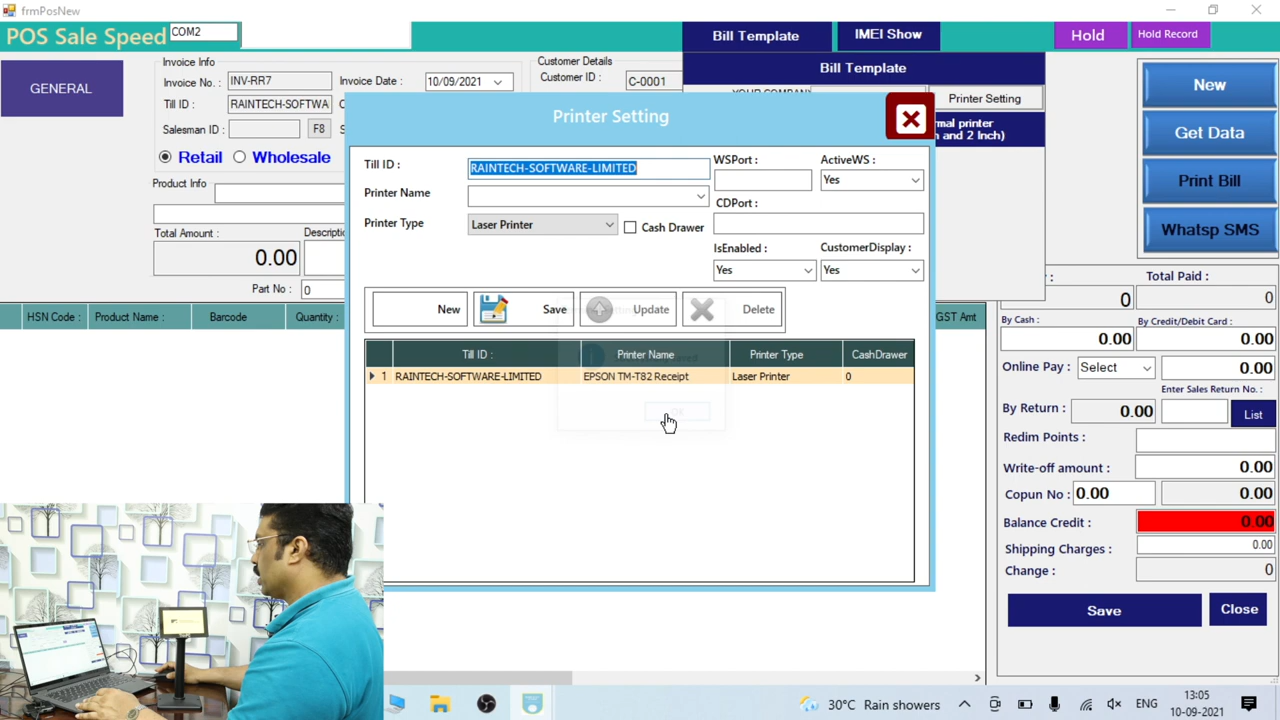 frmPosNew
POS Sale Speed COM2
Bill Template IMEI Show Hold Hold Record
GENERAL
Invoice Info
Invoice No. : INV-RR7 Invoice Date : 10/09/2021
Till ID : RAINTECH-SOFTWA
Salesman ID : F8
Retail Wholesale
Product Info
Total Amount :
0.00
Part No : 0
Customer Details
Customer ID : C-0001
Bill Template
Printer Setting
and 2 Inch)
Printer Setting
Till ID : RAINTECH-SOFTWARE-LIMITED
Printer Name
Printer Type Laser Printer Cash Drawer
WSPort : ActiveWS :
Yes
CDPort :
IsEnabled : CustomerDisplay :
Yes Yes
New Save Update Delete
Till ID : Printer Name Printer Type CashDrawer
1 RAINTECH-SOFTWARE-LIMITED EPSON TM-T82 Receipt Laser Printer 0
HSN Code : Product Name : Barcode Quantity : GST Amt
New
Get Data
Print Bill
Whatsp SMS
Total Paid :
0 0
By Cash : By Credit/Debit Card :
0.00 0.00
Online Pay : Select 0.00
Enter Sales Return No. :
By Return : 0.00 List
Redim Points :
Write-off amount : 0.00
Copun No : 0.00 0.00
Balance Credit : 0.00
Shipping Charges : 0.00
Change : 0
Save Close
30°C Rain showers ENG 13:05
10-09-2021